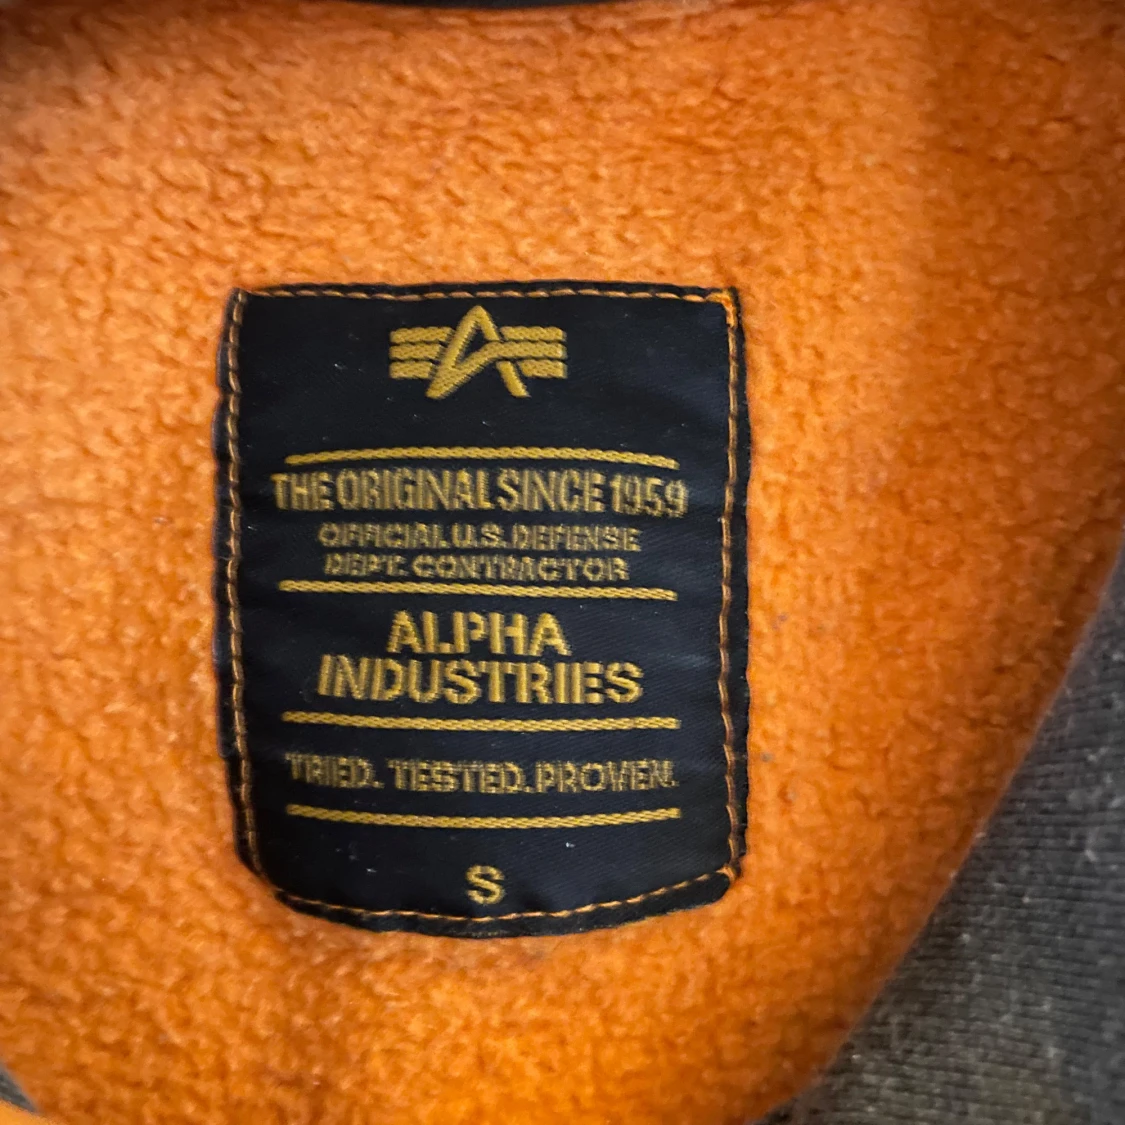 THE ORIGINAL SINCE 1959
OFFICIAL U.S. DEFENSE
DEPT. CONTRACTOR
ALPHA
INDUSTRIES
TRIED. TESTED. PROVEN.
S